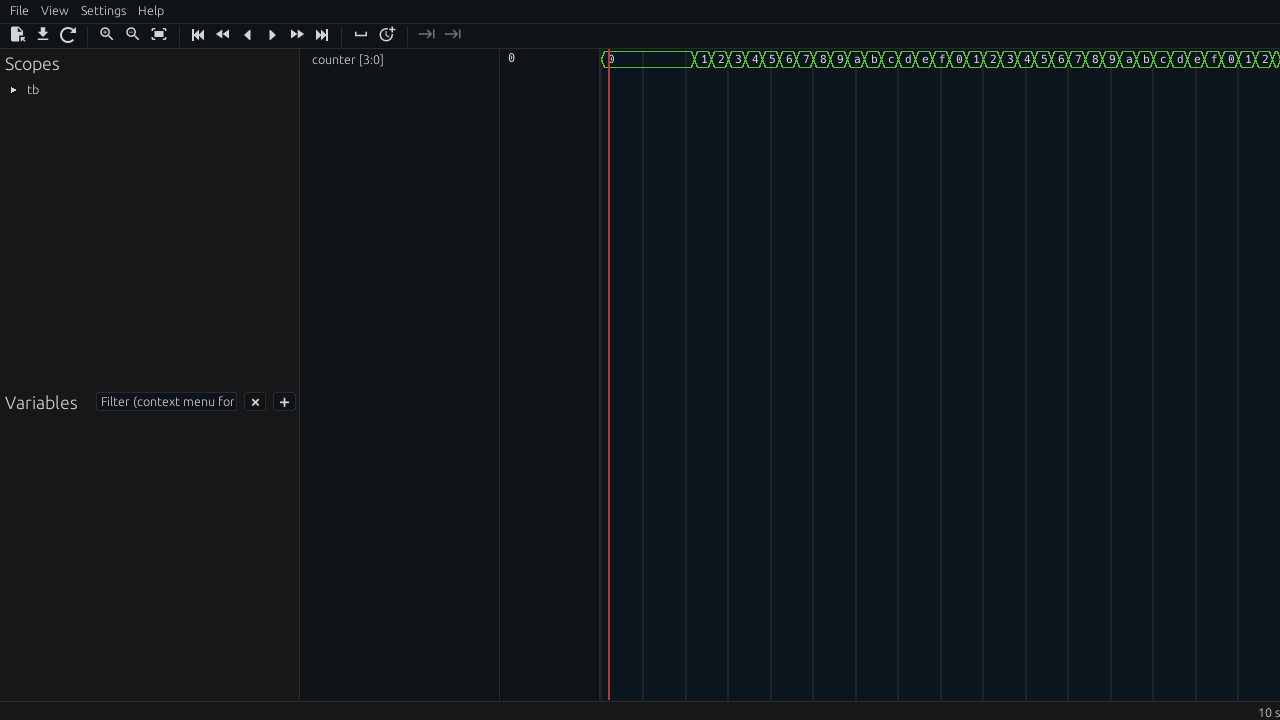 File View Settings Help
Scopes
counter [3:0]
0
0 1 2 3 4 5 6 7 8 9 a b c d e f 0 1 2 3 4 5 6 7 8 9 a b c d e f 0 1 2
tb
Variables
Filter (context menu for
10 s